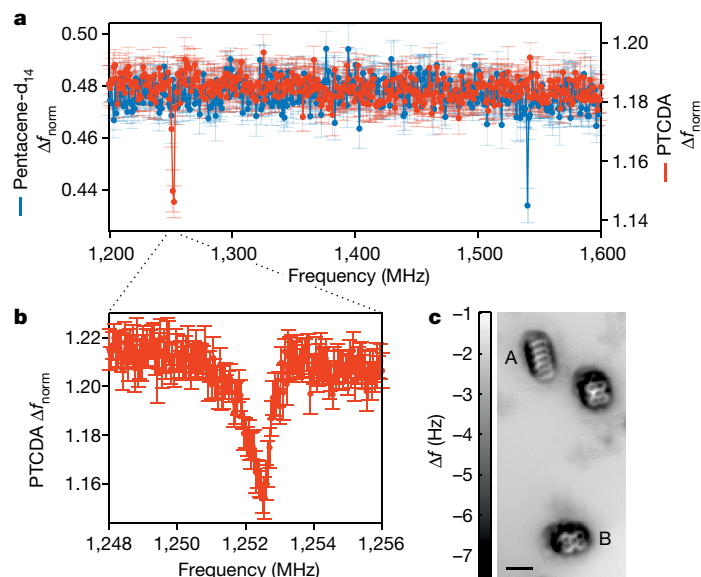 a
0.50
0.48
0.46
0.44
Pentacene-d14
Δfnorm
1.20
1.18
1.16
1.14
PTCDA
Δfnorm
1,200
1,300
1,400
1,500
1,600
Frequency (MHz)
b
1.22
1.20
1.18
1.16
PTCDA Δfnorm
1,248
1,250
1,252
1,254
1,256
Frequency (MHz)
c
−1
−2
−3
−4
−5
−6
−7
Δf (Hz)
A
B